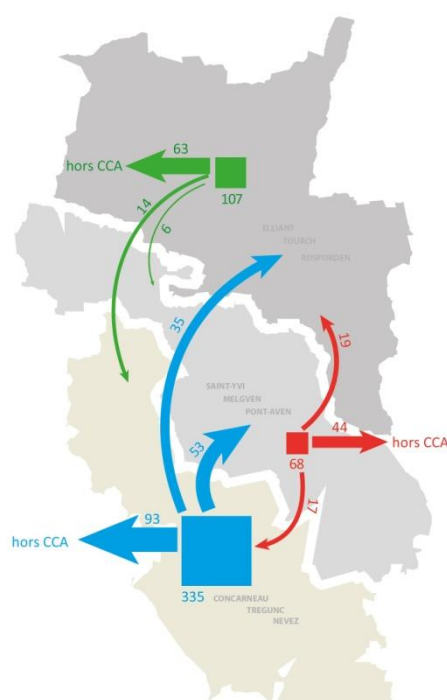 63
hors CCA
107
14
6
ELLIANT
TOURCH
ROSPORDEN
35
19
SAINT-YVI
MELGVEN
PONT-AVEN
53
44
hors CCA
68
17
93
hors CCA
335
CONCARNEAU
TREGUNC
NEVEZ